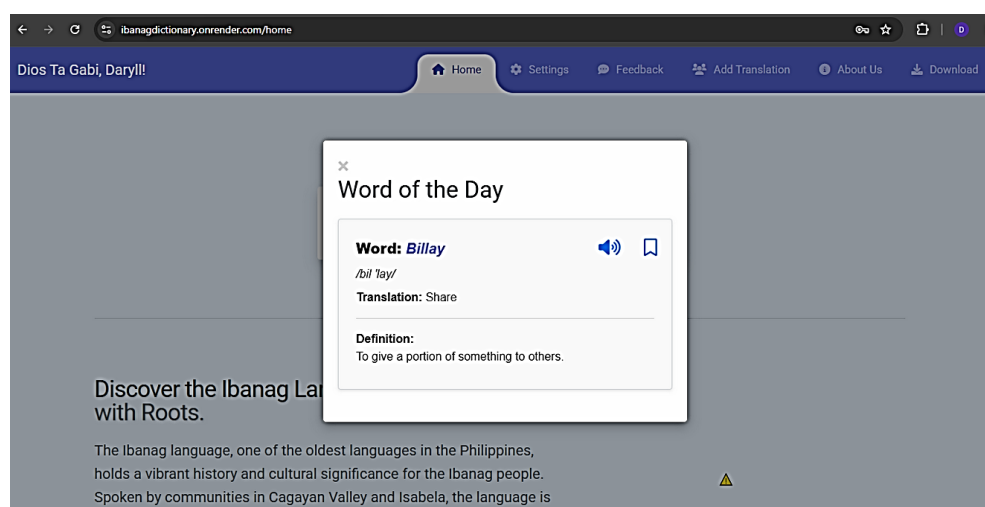 ibanagdictionary.onrender.com/home
D
Dios Ta Gabi, Daryll!
Home
Settings
Feedback
Add Translation
About Us
Download
×
Word of the Day
Word: Billay
/bil 'lay/
Translation: Share
Definition:
To give a portion of something to others.
Discover the Ibanag La
with Roots.
The Ibanag language, one of the oldest languages in the Philippines,
holds a vibrant history and cultural significance for the Ibanag people.
Spoken by communities in Cagayan Valley and Isabela, the language is